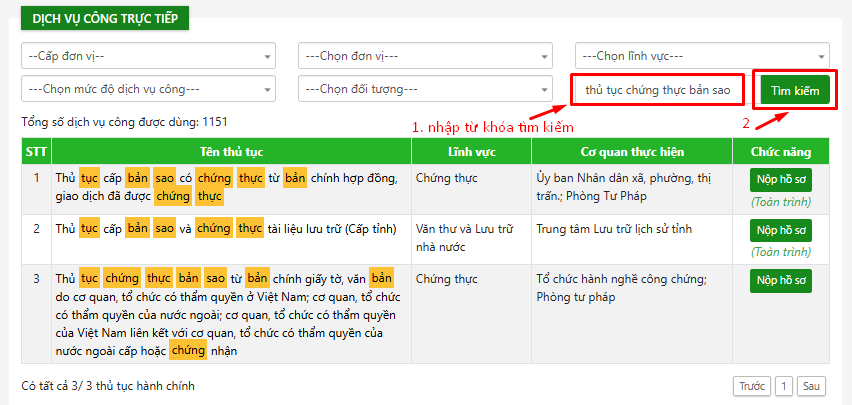 DỊCH VỤ CÔNG TRỰC TIẾP
--Cấp đơn vị--
---Chọn đơn vị---
---Chọn lĩnh vực---
---Chọn mức độ dịch vụ công---
---Chọn đối tượng---
thủ tục chứng thực bản sao
Tìm kiếm
Tổng số dịch vụ công được dùng: 1151
1. nhập từ khóa tìm kiếm
2
STT Tên thủ tục Lĩnh vực Cơ quan thực hiện Chức năng
1 Thủ tục cấp bản sao có chứng thực từ bản chính hợp đồng, Chứng thực Ủy ban Nhân dân xã, phường, thị Nộp hồ sơ
giao dịch đã được chứng thực trấn.; Phòng Tư Pháp (Toàn trình)
2 Thủ tục cấp bản sao và chứng thực tài liệu lưu trữ (Cấp tỉnh) Văn thư và Lưu trữ Trung tâm Lưu trữ lịch sử tỉnh Nộp hồ sơ
nhà nước (Toàn trình)
3 Thủ tục chứng thực bản sao từ bản chính giấy tờ, văn bản Chứng thực Tổ chức hành nghề công chứng; Nộp hồ sơ
do cơ quan, tổ chức có thẩm quyền ở Việt Nam; cơ quan, tổ chức Phòng tư pháp
có thẩm quyền của nước ngoài; cơ quan, tổ chức có thẩm quyền
của Việt Nam liên kết với cơ quan, tổ chức có thẩm quyền của
nước ngoài cấp hoặc chứng nhận
Có tất cả 3/ 3 thủ tục hành chính
Trước 1 Sau